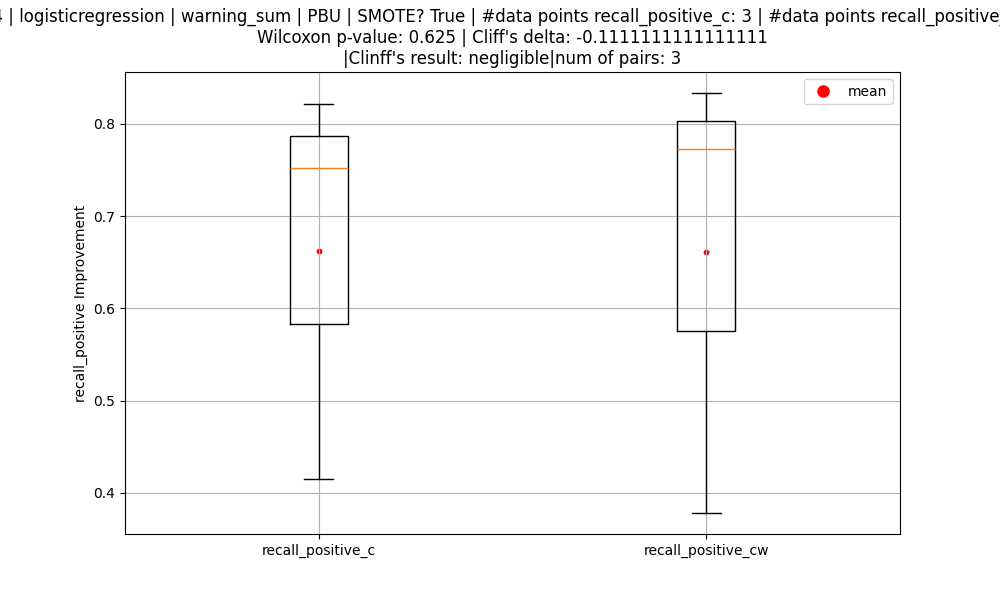 | logisticregression | warning_sum | PBU | SMOTE? True | #data points recall_positive_c: 3 | #data points recall_positive_
Wilcoxon p-value: 0.625 | Cliff's delta: -0.1111111111111111
|Clinff's result: negligible|num of pairs: 3
mean
0.8
0.7
0.6
0.5
0.4
recall_positive Improvement
recall_positive_c
recall_positive_cw